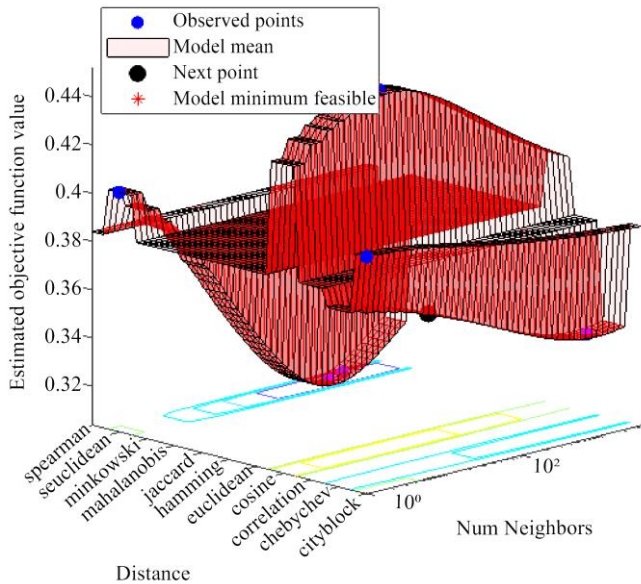 Observed points
Model mean
Next point
Model minimum feasible
0.44
0.42
0.4
0.38
0.36
0.34
0.32
Estimated objective function value
spearman
seuclidean
minkowski
mahalanobis
jaccard
hamming
euclidean
cosine
correlation
chebychev
cityblock
Distance
10⁰
10²
Num Neighbors